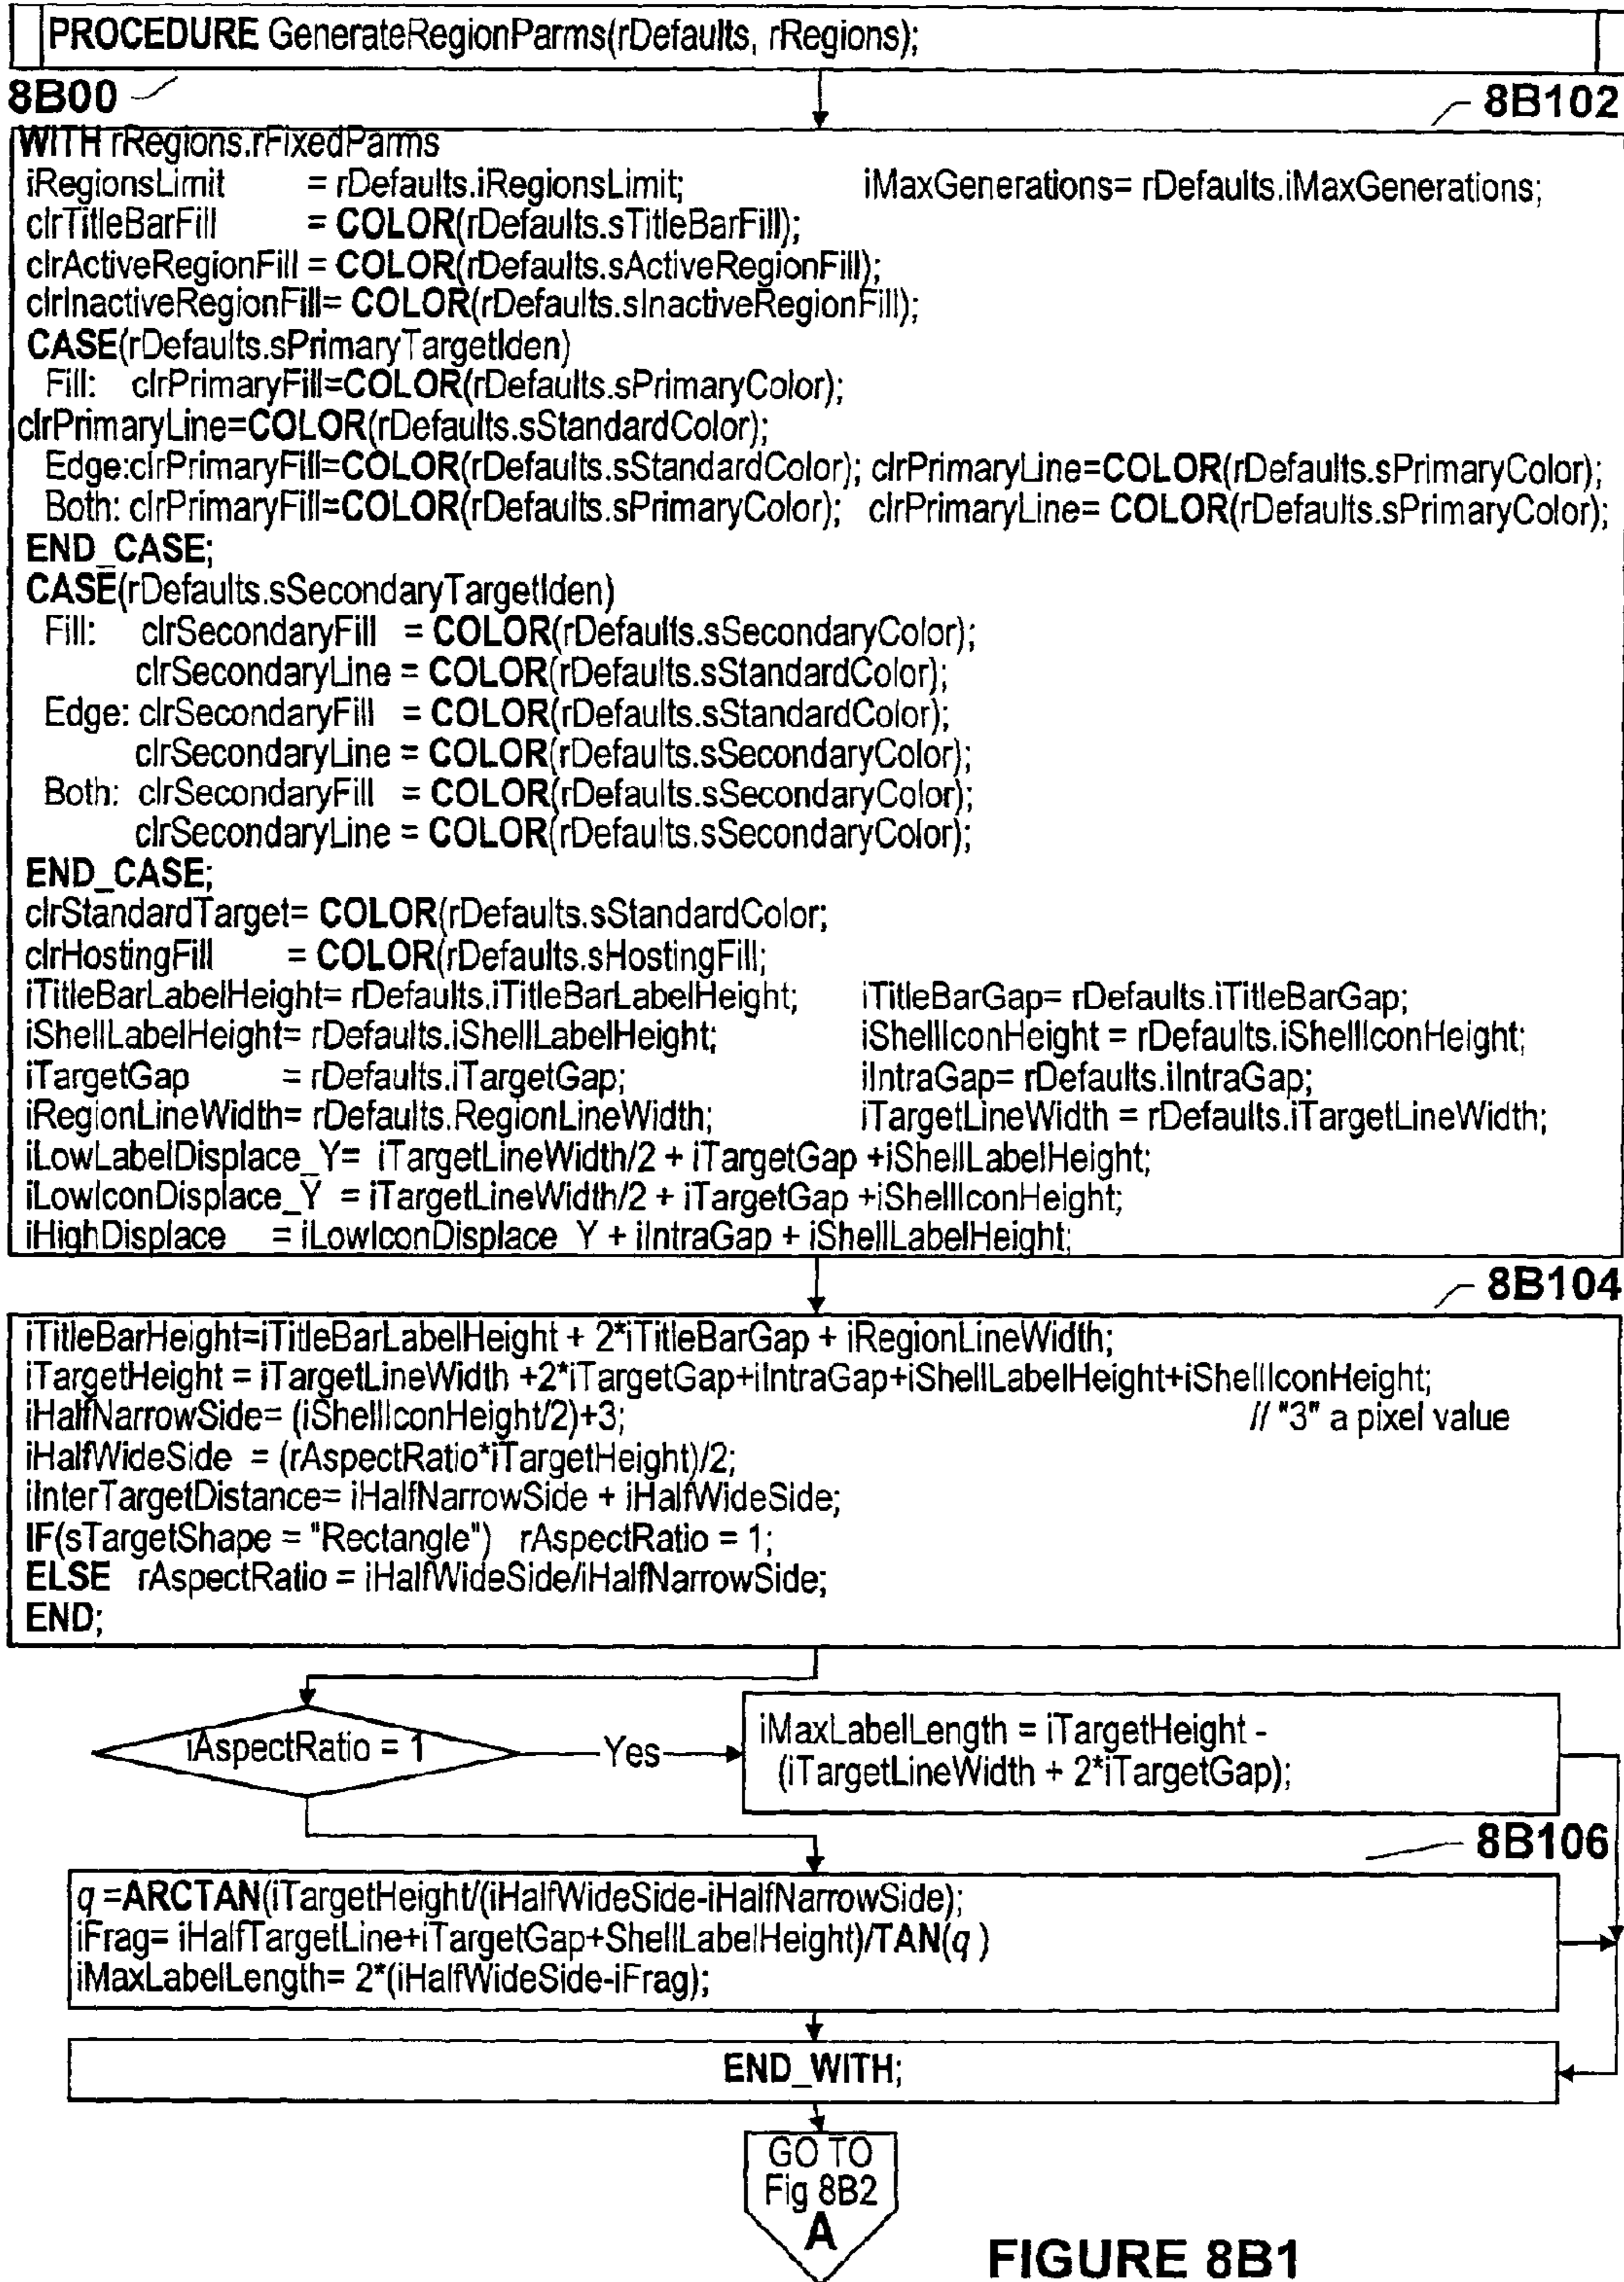 PROCEDURE GenerateRegionParms(rDefaults, rRegions);
8B00
8B102
WITH rRegions.rFixedParms
iRegionsLimit = rDefaults.iRegionsLimit; iMaxGenerations= rDefaults.iMaxGenerations;
clrTitleBarFill = COLOR(rDefaults.sTitleBarFill);
clrActiveRegionFill = COLOR(rDefaults.sActiveRegionFill);
clrInactiveRegionFill= COLOR(rDefaults.sInactiveRegionFill);
CASE(rDefaults.sPrimaryTargetIden)
Fill: clrPrimaryFill=COLOR(rDefaults.sPrimaryColor);
clrPrimaryLine=COLOR(rDefaults.sStandardColor);
Edge:clrPrimaryFill=COLOR(rDefaults.sStandardColor); clrPrimaryLine=COLOR(rDefaults.sPrimaryColor);
Both: clrPrimaryFill=COLOR(rDefaults.sPrimaryColor); clrPrimaryLine= COLOR(rDefaults.sPrimaryColor);
END_CASE;
CASE(rDefaults.sSecondaryTargetIden)
Fill: clrSecondaryFill = COLOR(rDefaults.sSecondaryColor);
clrSecondaryLine = COLOR(rDefaults.sStandardColor);
Edge: clrSecondaryFill = COLOR(rDefaults.sStandardColor);
clrSecondaryLine = COLOR(rDefaults.sSecondaryColor);
Both: clrSecondaryFill = COLOR(rDefaults.sSecondaryColor);
clrSecondaryLine = COLOR(rDefaults.sSecondaryColor);
END_CASE;
clrStandardTarget= COLOR(rDefaults.sStandardColor;
clrHostingFill = COLOR(rDefaults.sHostingFill;
iTitleBarLabelHeight= rDefaults.iTitleBarLabelHeight; iTitleBarGap= rDefaults.iTitleBarGap;
iShellLabelHeight= rDefaults.iShellLabelHeight; iShellIconHeight = rDefaults.iShellIconHeight;
iTargetGap = rDefaults.iTargetGap; iIntraGap= rDefaults.iIntraGap;
iRegionLineWidth= rDefaults.RegionLineWidth; iTargetLineWidth = rDefaults.iTargetLineWidth;
iLowLabelDisplace_Y= iTargetLineWidth/2 + iTargetGap +iShellLabelHeight;
iLowIconDisplace_Y = iTargetLineWidth/2 + iTargetGap +iShellIconHeight;
iHighDisplace = iLowIconDisplace_Y + iIntraGap + iShellLabelHeight;
8B104
iTitleBarHeight=iTitleBarLabelHeight + 2*iTitleBarGap + iRegionLineWidth;
iTargetHeight = iTargetLineWidth +2*iTargetGap+iIntraGap+iShellLabelHeight+iShellIconHeight;
iHalfNarrowSide= (iShellIconHeight/2)+3; // "3" a pixel value
iHalfWideSide = (rAspectRatio*iTargetHeight)/2;
iInterTargetDistance= iHalfNarrowSide + iHalfWideSide;
IF(sTargetShape = "Rectangle") rAspectRatio = 1;
ELSE rAspectRatio = iHalfWideSide/iHalfNarrowSide;
END;
iAspectRatio = 1
Yes
iMaxLabelLength = iTargetHeight -
(iTargetLineWidth + 2*iTargetGap);
8B106
q =ARCTAN(iTargetHeight/(iHalfWideSide-iHalfNarrowSide);
iFrag= iHalfTargetLine+iTargetGap+ShellLabelHeight)/TAN(q )
iMaxLabelLength= 2*(iHalfWideSide-iFrag);
END_WITH;
GO TO
Fig 8B2
A
FIGURE 8B1